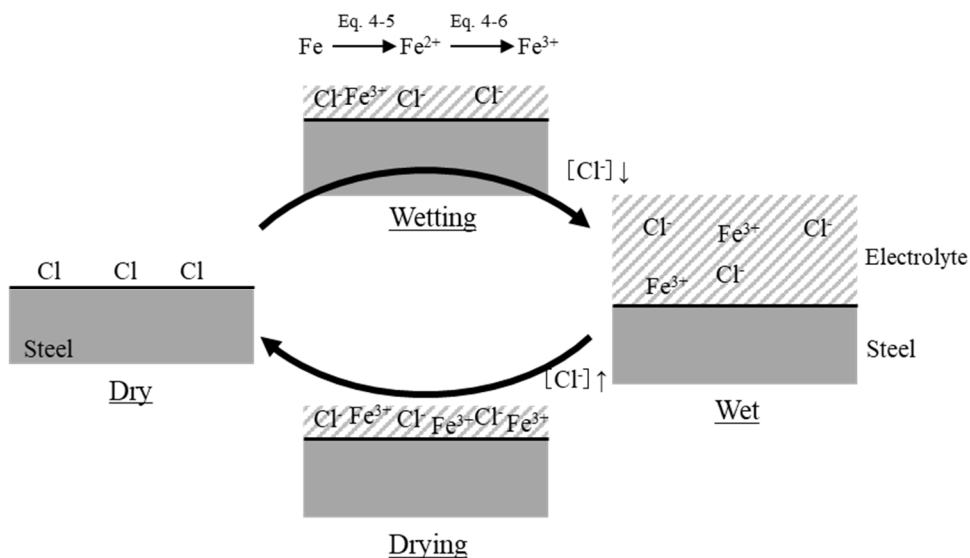 Eq. 4-5 Eq. 4-6
Fe Fe²⁺ Fe³⁺
Cl⁻ Fe³⁺ Cl⁻ Cl⁻
[Cl⁻]↓
Wetting
Cl⁻ Fe³⁺ Cl⁻
Fe³⁺ Cl⁻
Electrolyte
Cl Cl Cl
Steel
Dry
Steel
Wet
[Cl⁻]↑
Cl⁻ Fe³⁺ Cl⁻ Fe³⁺ Cl⁻ Fe³⁺
Drying